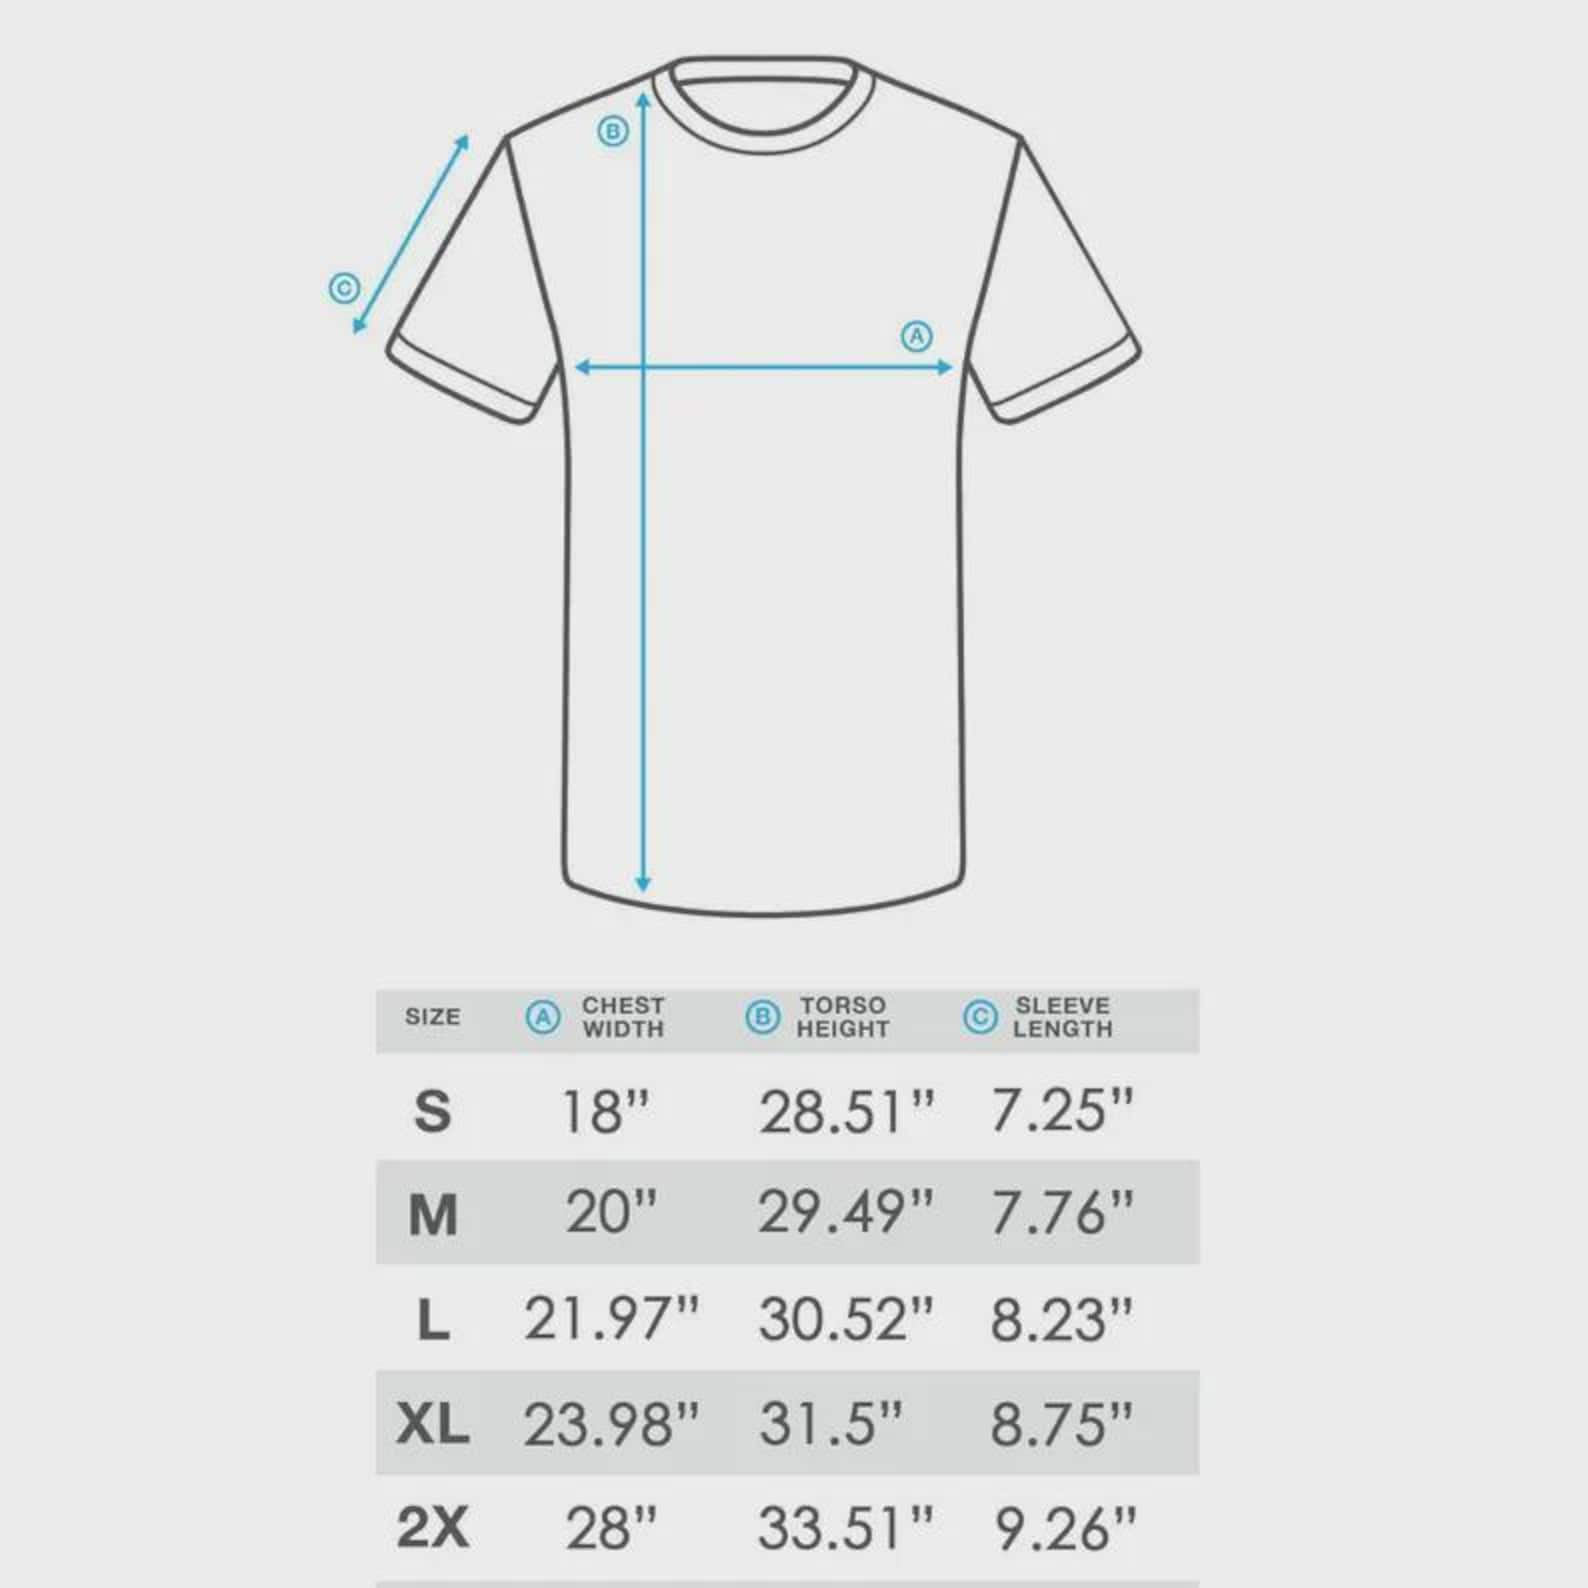 B
C
A
SIZE A CHEST WIDTH B TORSO HEIGHT C SLEEVE LENGTH
S 18” 28.51” 7.25”
M 20” 29.49” 7.76”
L 21.97” 30.52” 8.23”
XL 23.98” 31.5” 8.75”
2X 28” 33.51” 9.26”